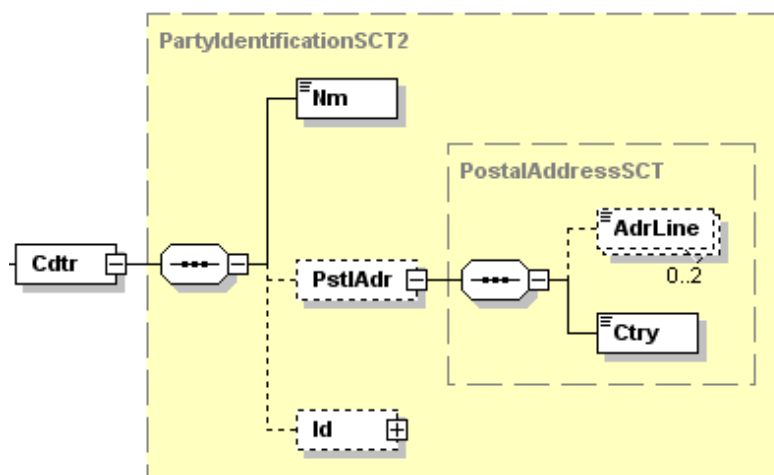 PartyIdentificationSCT2
Nm
PostalAddressSCT
AdrLine
0..2
Cdtr
PstlAdr
Ctry
Id